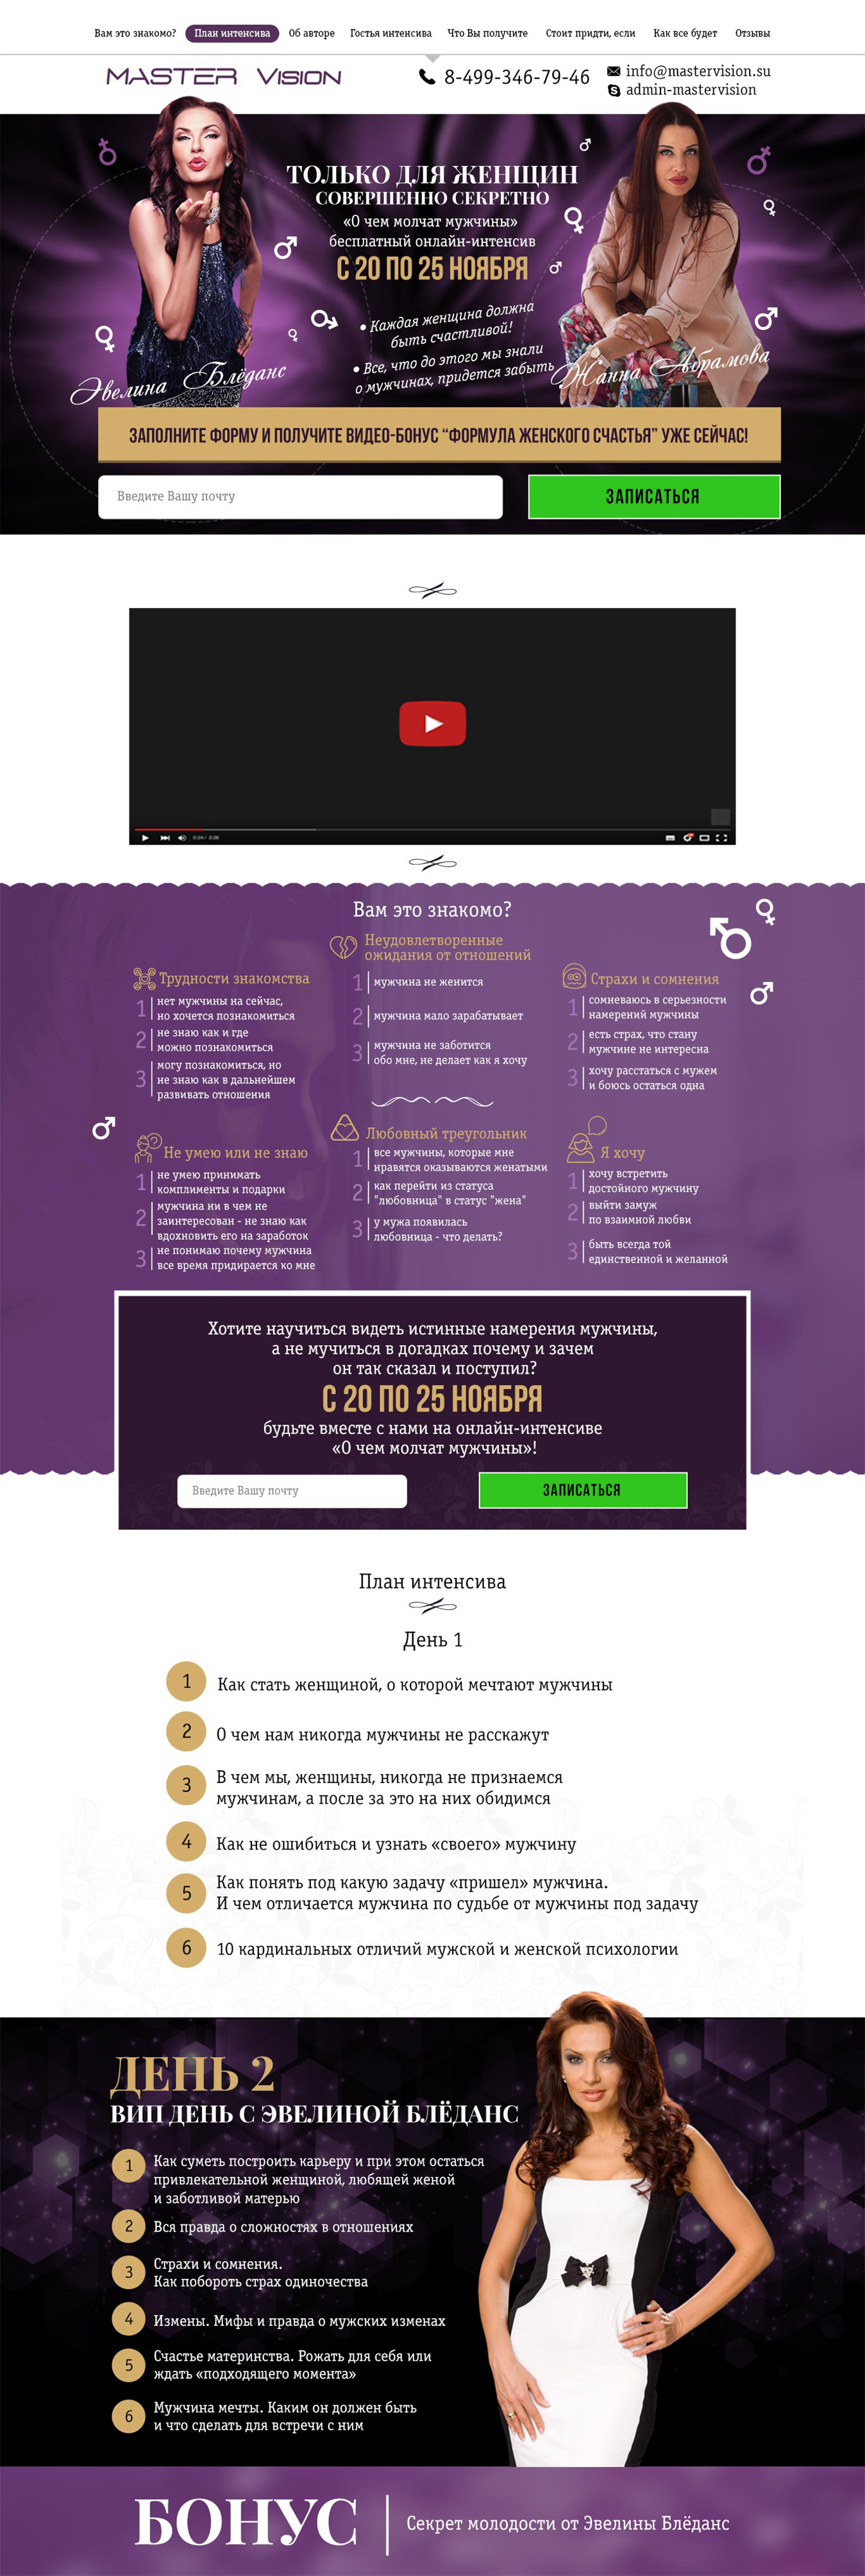 Вам это знакомо? План интенсива Об авторе Гостья интенсива Что Вы получите Стоит придти, если Как все будет Отзывы
MASTER VISION
8-499-346-79-46
info@mastervision.su
admin-mastervision
ТОЛЬКО ДЛЯ ЖЕНЩИН
СОВЕРШЕННО СЕКРЕТНО
«О чем молчат мужчины»
бесплатный онлайн-интенсив
С 20 ПО 25 НОЯБРЯ
• Каждая женщина должна
быть счастливой!
• Все, что до этого мы знали
о мужчинах, придется забыть
Эвелина Блёданс
Жанна Абрамова
ЗАПОЛНИТЕ ФОРМУ И ПОЛУЧИТЕ ВИДЕО-БОНУС “ФОРМУЛА ЖЕНСКОГО СЧАСТЬЯ” УЖЕ СЕЙЧАС!
Введите Вашу почту
ЗАПИСАТЬСЯ
Вам это знакомо?
Трудности знакомства
1 нет мужчины на сейчас,
но хочется познакомиться
2 не знаю как и где
можно познакомиться
3 могу познакомиться, но
не знаю как в дальнейшем
развивать отношения
Неудовлетворенные
ожидания от отношений
1 мужчина не женится
2 мужчина мало зарабатывает
3 мужчина не заботится
обо мне, не делает как я хочу
Страхи и сомнения
1 сомневаюсь в серьезности
намерений мужчины
2 есть страх, что стану
мужчине не интересна
3 хочу расстаться с мужем
и боюсь остаться одна
Не умею или не знаю
1 не умею принимать
комплименты и подарки
2 мужчина ни в чем не
заинтересован - не знаю как
вдохновить его на заработок
3 не понимаю почему мужчина
все время придирается ко мне
Любовный треугольник
1 все мужчины, которые мне
нравятся оказываются женатыми
2 как перейти из статуса
"любовница" в статус "жена"
3 у мужа появилась
любовница - что делать?
Я хочу
1 хочу встретить
достойного мужчину
2 выйти замуж
по взаимной любви
3 быть всегда той
единственной и желанной
Хотите научиться видеть истинные намерения мужчины,
а не мучиться в догадках почему и зачем
он так сказал и поступил?
С 20 ПО 25 НОЯБРЯ
будьте вместе с нами на онлайн-интенсиве
«О чем молчат мужчины»!
Введите Вашу почту
ЗАПИСАТЬСЯ
План интенсива
День 1
1 Как стать женщиной, о которой мечтают мужчины
2 О чем нам никогда мужчины не расскажут
3 В чем мы, женщины, никогда не признаемся
мужчинам, а после за это на них обидимся
4 Как не ошибиться и узнать «своего» мужчину
5 Как понять под какую задачу «пришел» мужчина.
И чем отличается мужчина по судьбе от мужчины под задачу
6 10 кардинальных отличий мужской и женской психологии
ДЕНЬ 2
ВИП ДЕНЬ С ЭВЕЛИНОЙ БЛЁДАНС
1 Как суметь построить карьеру и при этом остаться
привлекательной женщиной, любящей женой
и заботливой матерью
2 Вся правда о сложностях в отношениях
3 Страхи и сомнения.
Как побороть страх одиночества
4 Измены. Мифы и правда о мужских изменах
5 Счастье материнства. Рожать для себя или
ждать «подходящего момента»
6 Мужчина мечты. Каким он должен быть
и что сделать для встречи с ним
БОНУС
Секрет молодости от Эвелины Блёданс